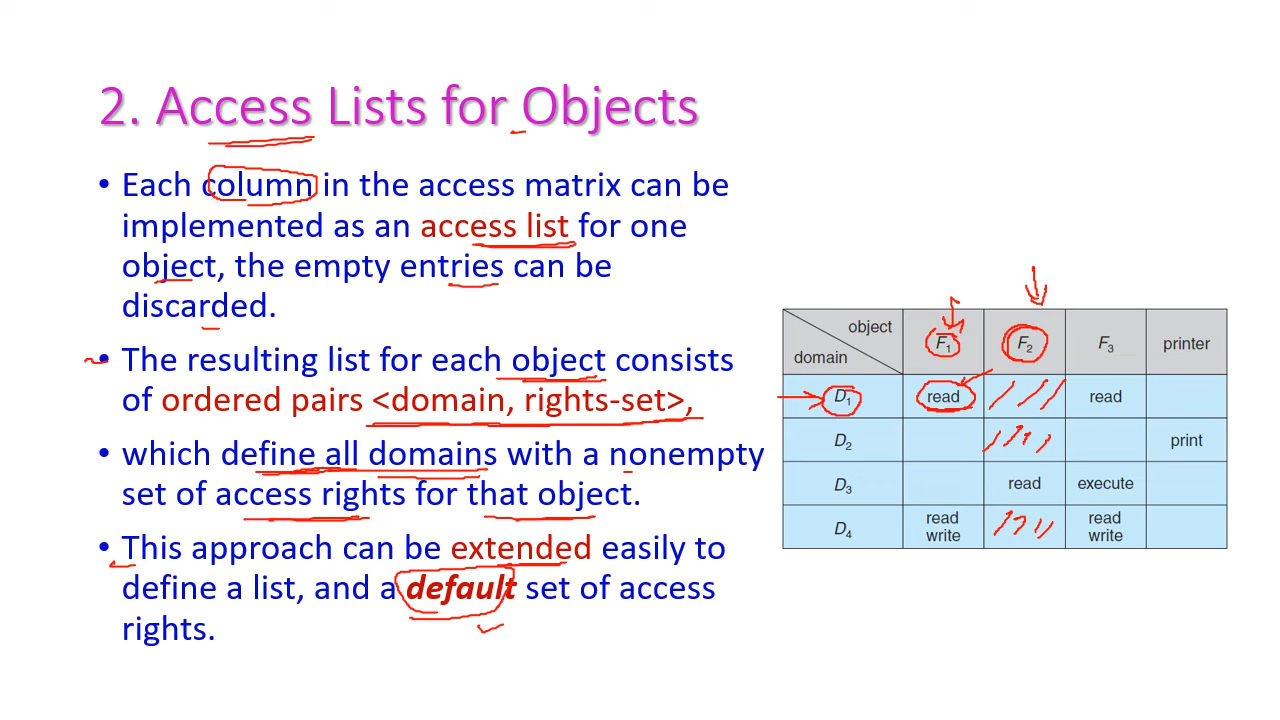 2. Access Lists for Objects
• Each column in the access matrix can be
implemented as an access list for one
object, the empty entries can be
discarded.
• The resulting list for each object consists
of ordered pairs <domain, rights-set>,
• which define all domains with a nonempty
set of access rights for that object.
• This approach can be extended easily to
define a list, and a default set of access
rights.
object
domain
F1 F2 F3 printer
D1 read read
D2 print
D3 read execute
D4 read write read write